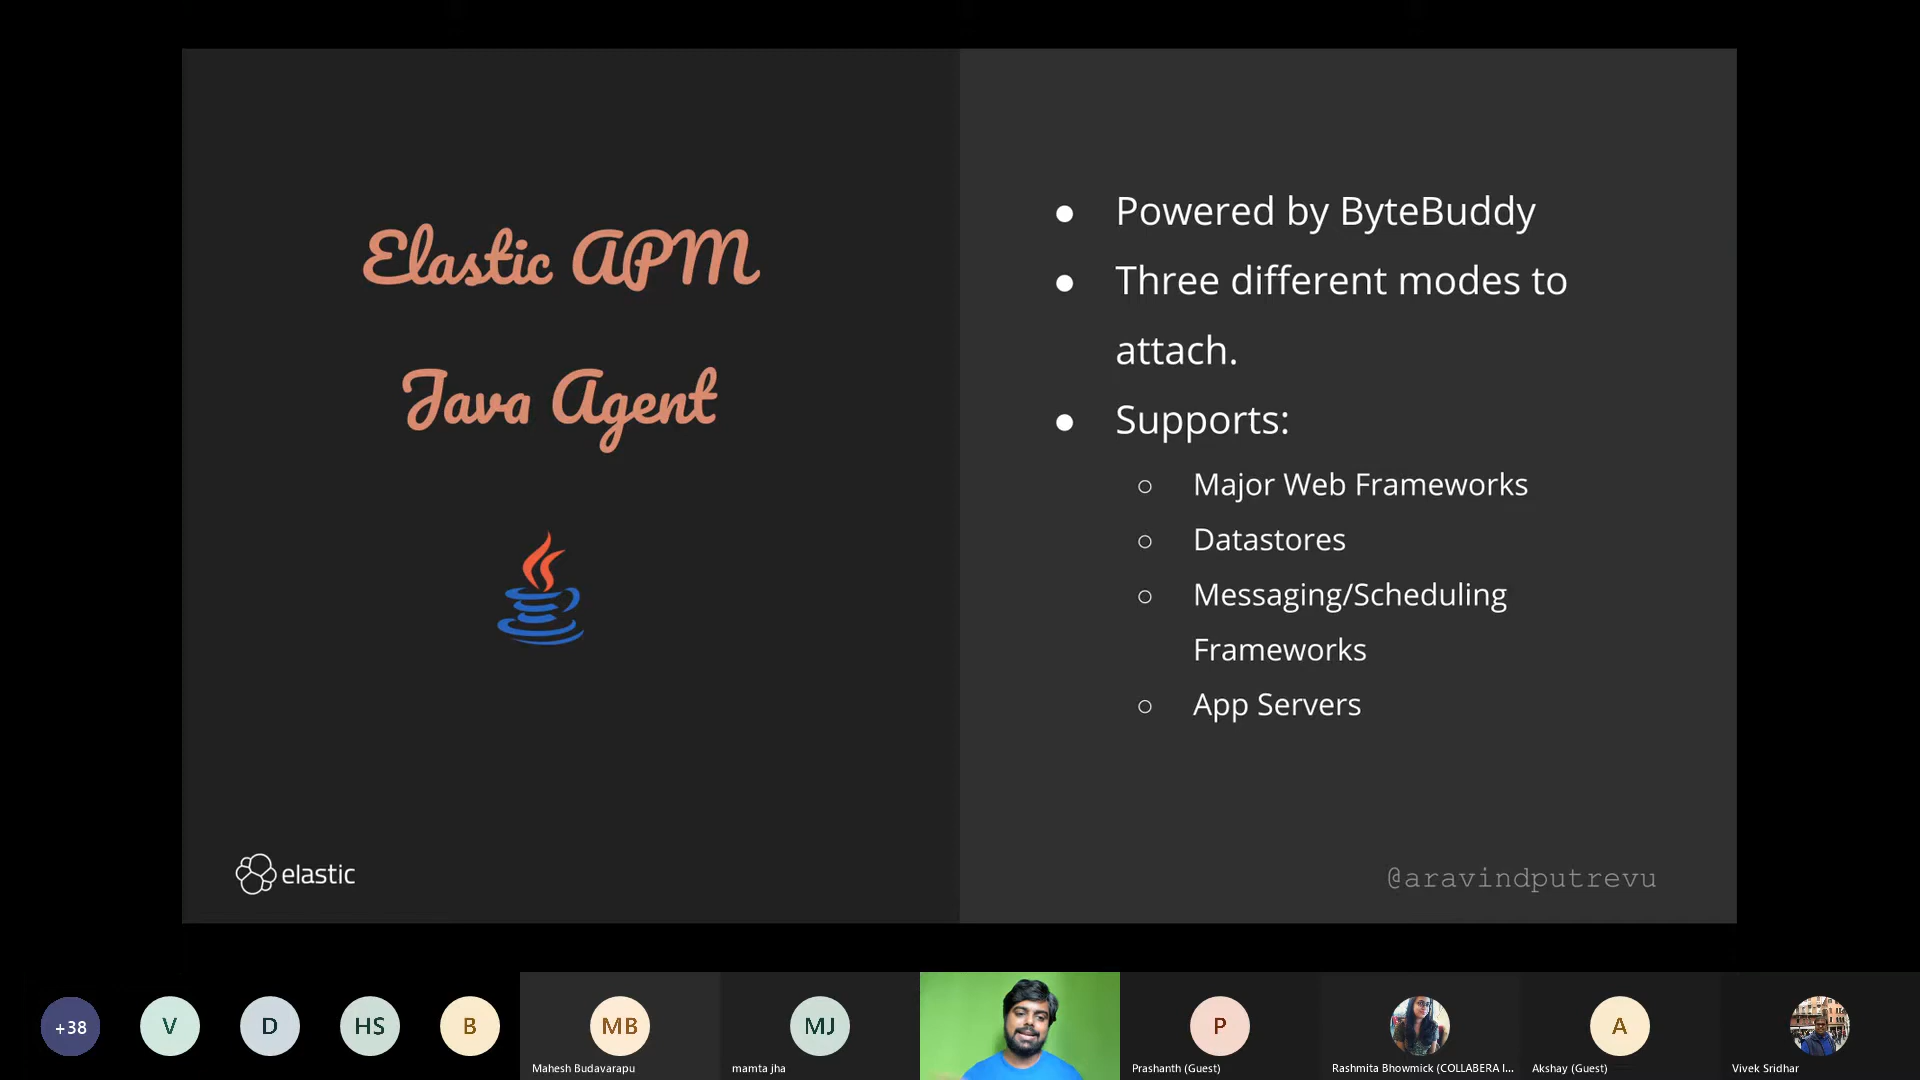 Elastic APM
Java Agent
● Powered by ByteBuddy
● Three different modes to
attach.
● Supports:
○ Major Web Frameworks
○ Datastores
○ Messaging/Scheduling
Frameworks
○ App Servers
elastic
@aravindputrevu
+38
V
D
HS
B
MB
MJ
P
A
Mahesh Budavarapu
mamta jha
Prashanth (Guest)
Rashmita Bhowmick (COLLABERA I...
Akshay (Guest)
Vivek Sridhar